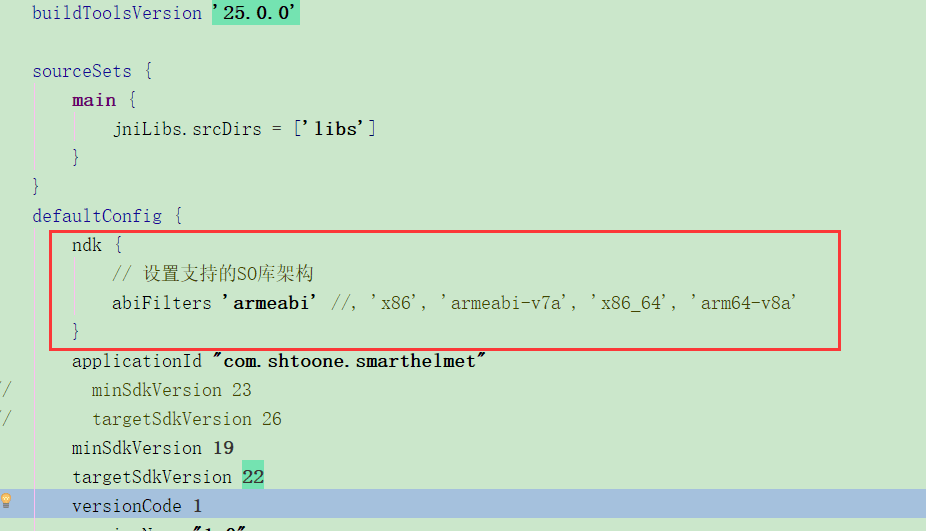 buildToolsVersion '25.0.0'
sourceSets {
main {
jniLibs.srcDirs = ['libs']
}
}
defaultConfig {
ndk {
// 设置支持的SO库架构
abiFilters 'armeabi' //, 'x86', 'armeabi-v7a', 'x86_64', 'arm64-v8a'
}
applicationId "com.shtoone.smarthelmet"
// minSdkVersion 23
// targetSdkVersion 26
minSdkVersion 19
targetSdkVersion 22
versionCode 1